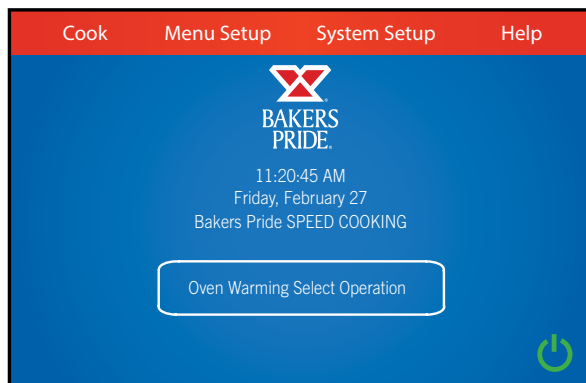 Cook Menu Setup System Setup Help
BAKERS
PRIDE.
11:20:45 AM
Friday, February 27
Bakers Pride SPEED COOKING
Oven Warming Select Operation